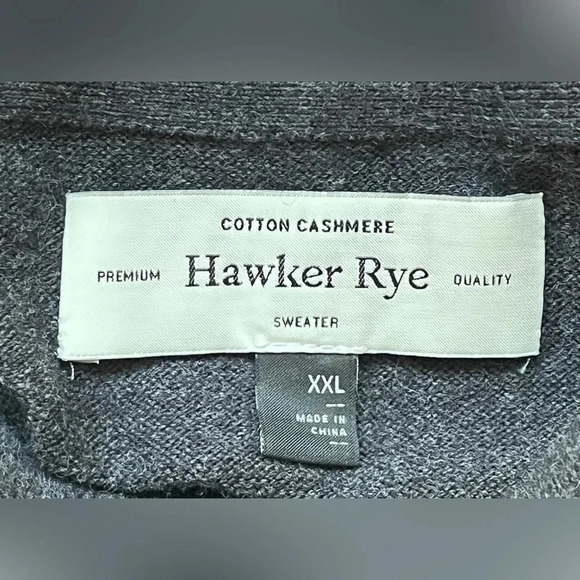 COTTON CASHMERE
PREMIUM Hawker Rye QUALITY
SWEATER
XXL
MADE IN
CHINA